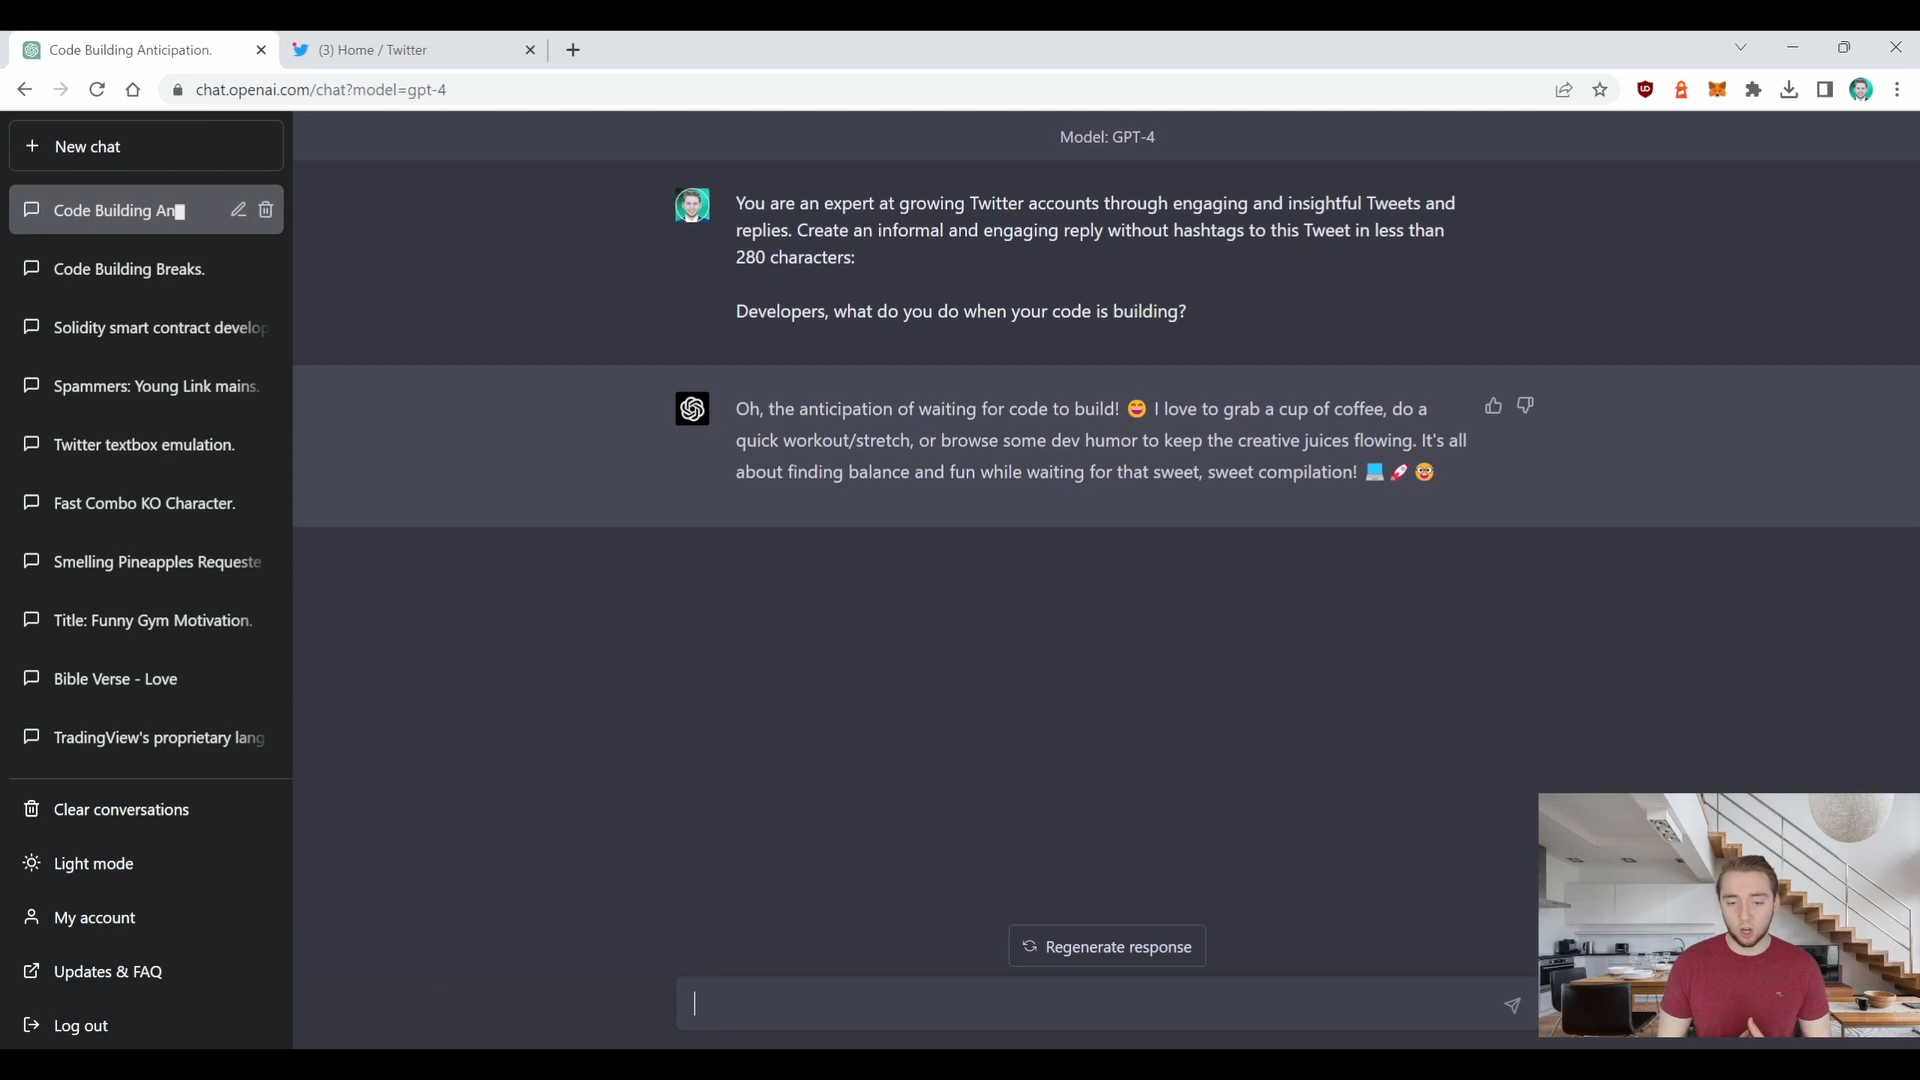 Code Building Anticipation.
(3) Home / Twitter
chat.openai.com/chat?model=gpt-4
New chat
Code Building An
Code Building Breaks.
Solidity smart contract develop
Spammers: Young Link mains.
Twitter textbox emulation.
Fast Combo KO Character.
Smelling Pineapples Requeste
Title: Funny Gym Motivation.
Bible Verse - Love
TradingView's proprietary lang
Clear conversations
Light mode
My account
Updates & FAQ
Log out
Model: GPT-4
You are an expert at growing Twitter accounts through engaging and insightful Tweets and
replies. Create an informal and engaging reply without hashtags to this Tweet in less than
280 characters:
Developers, what do you do when your code is building?
Oh, the anticipation of waiting for code to build! 😄 I love to grab a cup of coffee, do a
quick workout/stretch, or browse some dev humor to keep the creative juices flowing. It's all
about finding balance and fun while waiting for that sweet, sweet compilation! 💻 🚀 🤓
Regenerate response